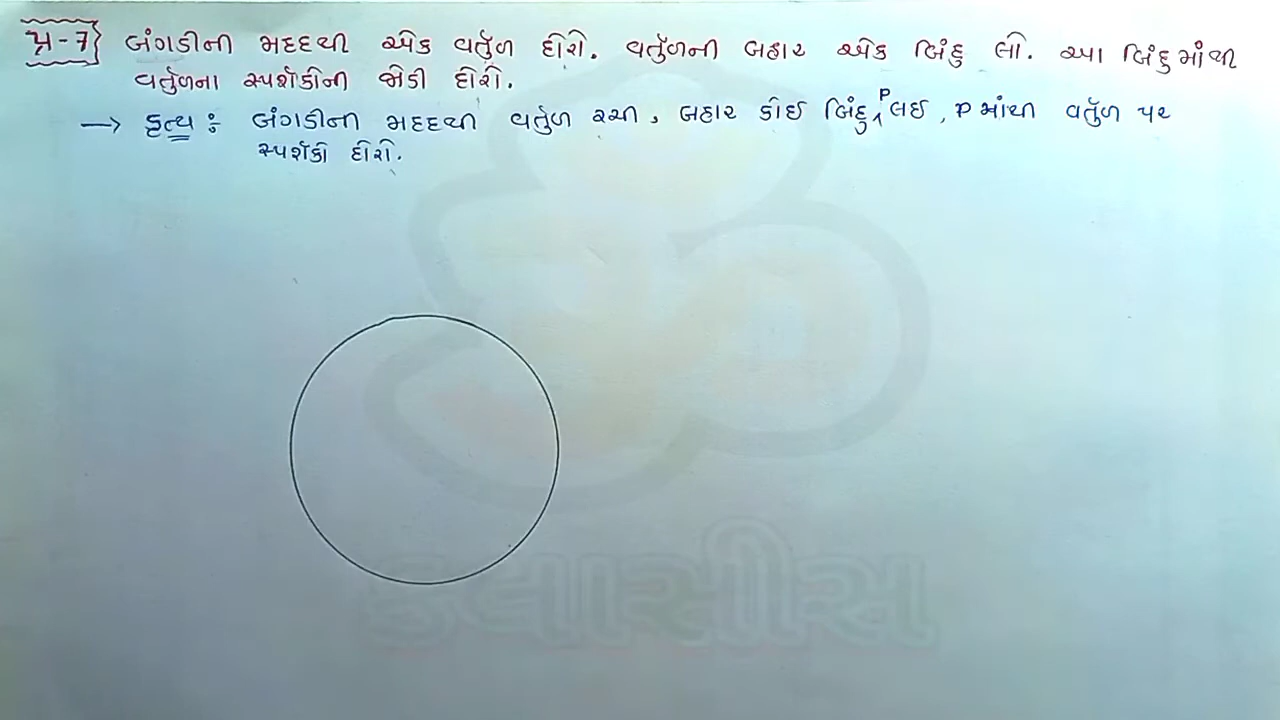 પ્ર-7 બંગડીની મદદથી એક વર્તુળ દોરો. વર્તુળની બહાર એક બિંદુ લો. આ બિંદુમાંથી
વર્તુળના સ્પર્શકોની જોડી દોરો.
→ કૃત્ય : બંગડીની મદદથી વર્તુળ રચી, બહાર કોઈ બિંદુ P લઈ, P માંથી વર્તુળ પર
સ્પર્શકો દોરો.
ક્લાસીસ